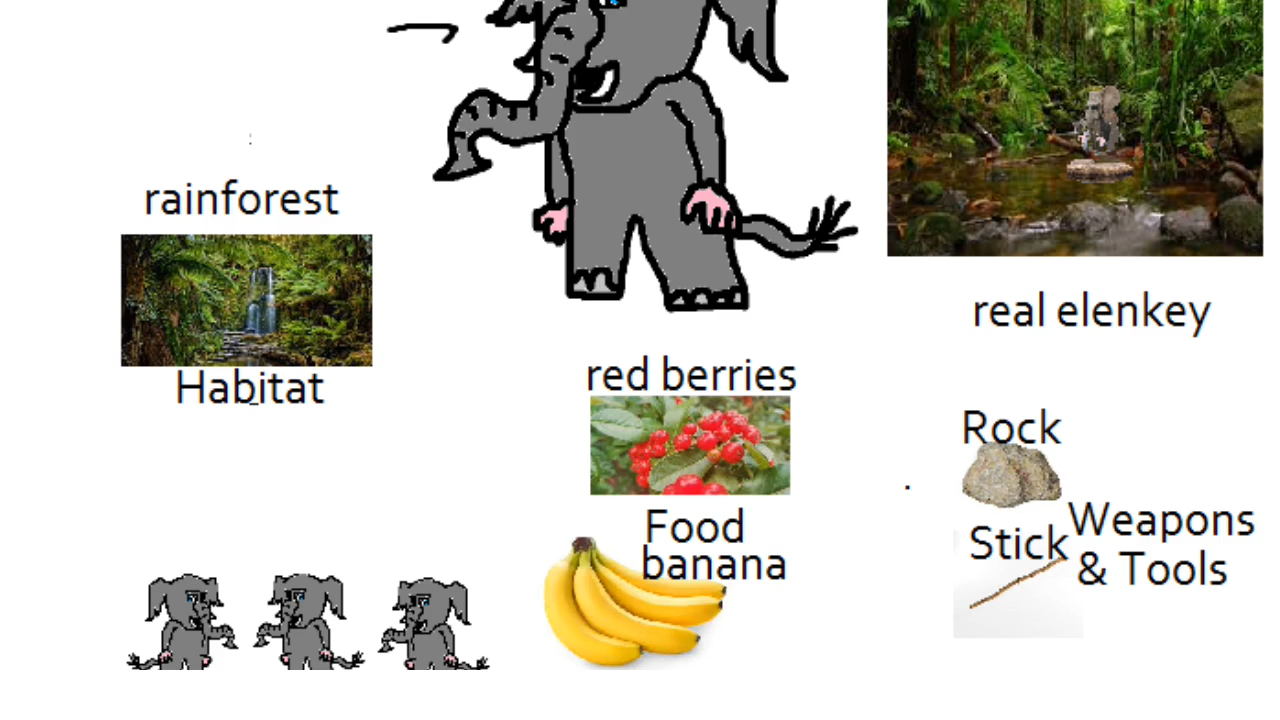 rainforest
Habitat
real elenkey
red berries
Food
banana
Rock
Stick
Weapons
& Tools